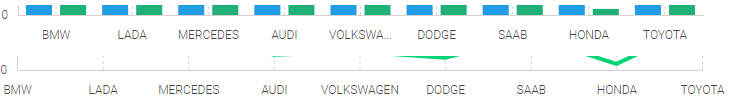 0
BMW LADA MERCEDES AUDI VOLKSWA... DODGE SAAB HONDA TOYOTA
0
BMW LADA MERCEDES AUDI VOLKSWAGEN DODGE SAAB HONDA TOYOTA